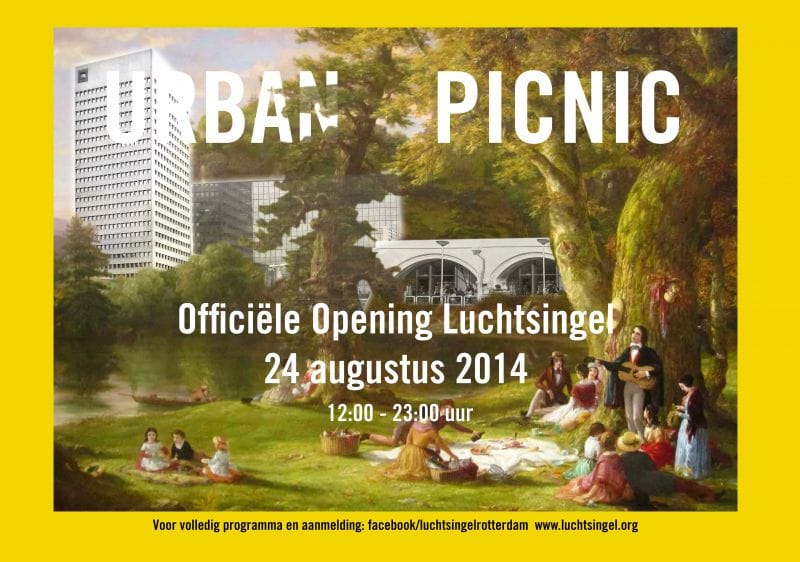 URBAN PICNIC
Officiële Opening Luchtsingel
24 augustus 2014
12:00 - 23:00 uur
Voor volledig programma en aanmelding: facebook/luchtsingelrotterdam www.luchtsingel.org